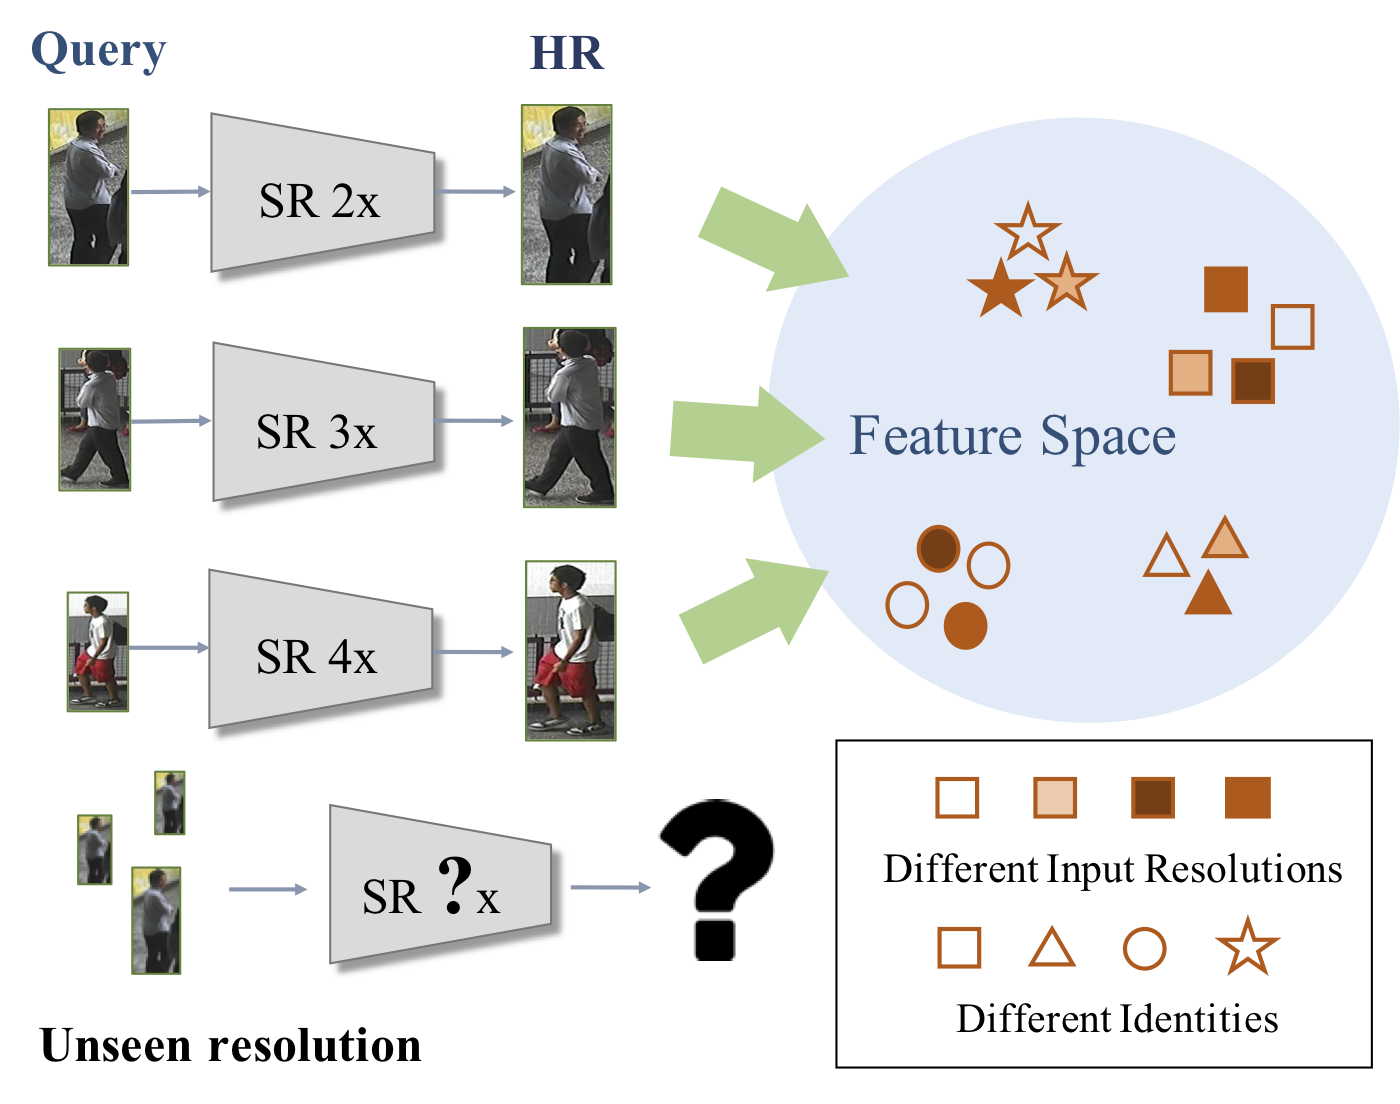 Query
HR
SR 2x
SR 3x
Feature Space
SR 4x
SR ?x
?
Different Input Resolutions
Different Identities
Unseen resolution